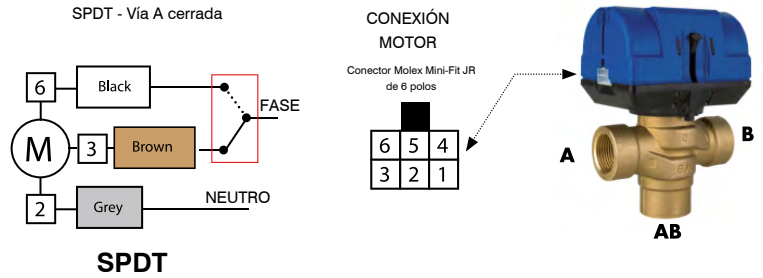 SPDT - Vía A cerrada
6
Black
FASE
M
3
Brown
2
Grey
NEUTRO
SPDT
CONEXIÓN
MOTOR
Conector Molex Mini-Fit JR
de 6 polos
6 5 4
3 2 1
A
B
AB